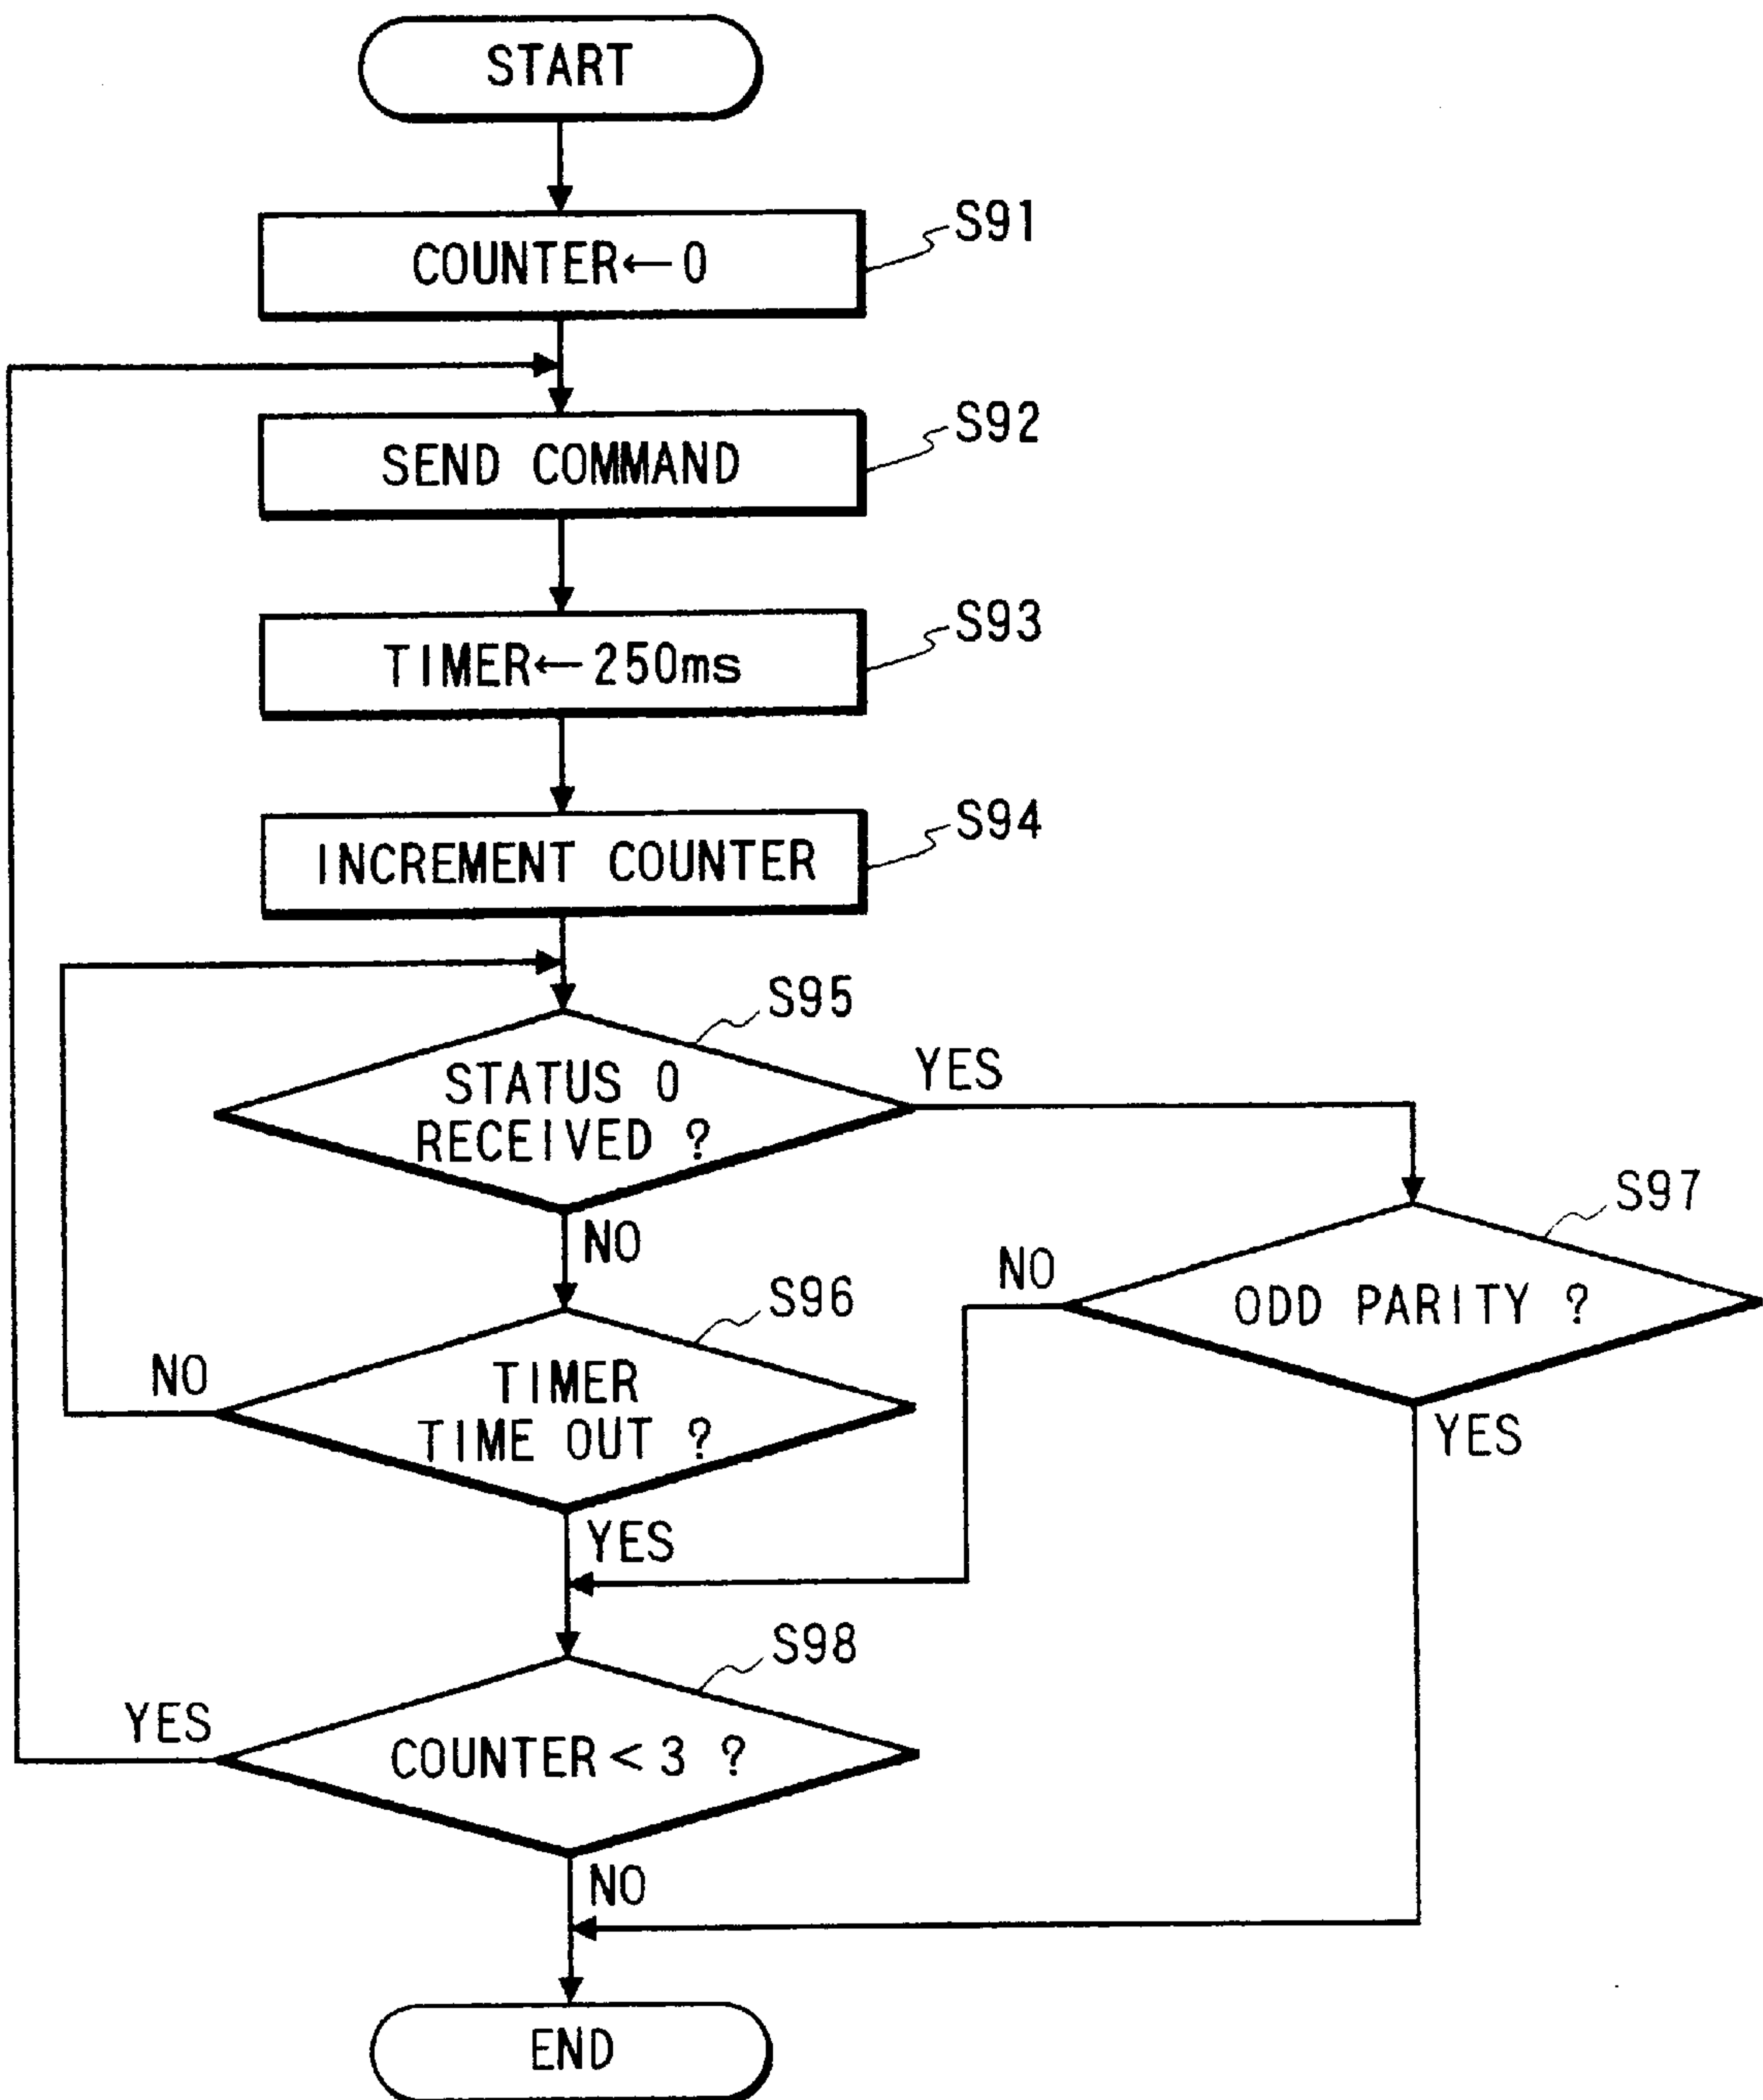 START
COUNTER←0
S91
SEND COMMAND
S92
TIMER←250ms
S93
INCREMENT COUNTER
S94
STATUS 0
RECEIVED ?
S95
YES
NO
TIMER
TIME OUT ?
S96
NO
YES
ODD PARITY ?
S97
NO
YES
COUNTER<3 ?
S98
YES
NO
END